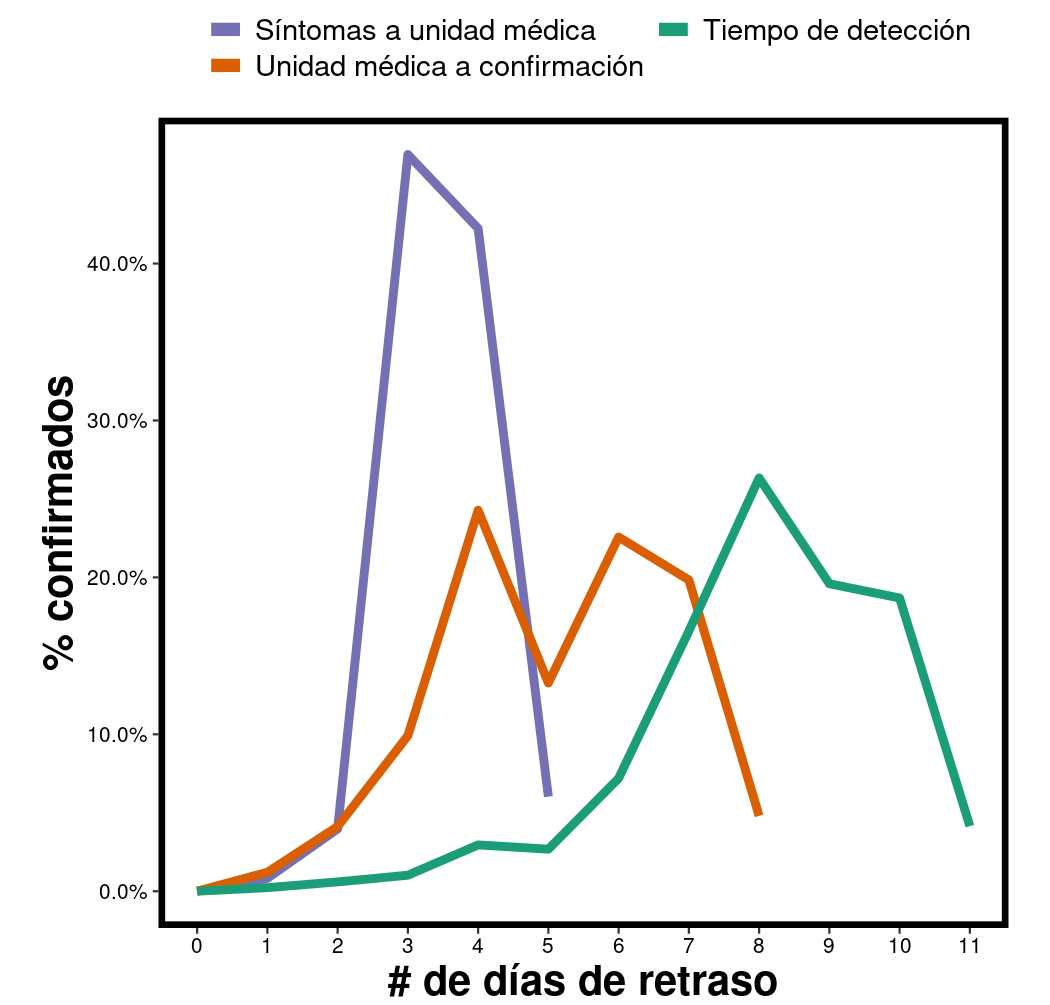 Síntomas a unidad médica
Tiempo de detección
Unidad médica a confirmación
% confirmados
40.0%
30.0%
20.0%
10.0%
0.0%
0 1 2 3 4 5 6 7 8 9 10 11
# de días de retraso